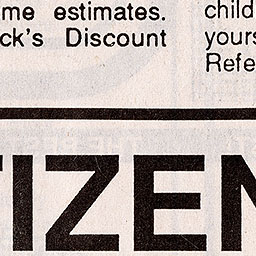 me estimates.
ck's Discount
child
yours
Refe
TIZEN